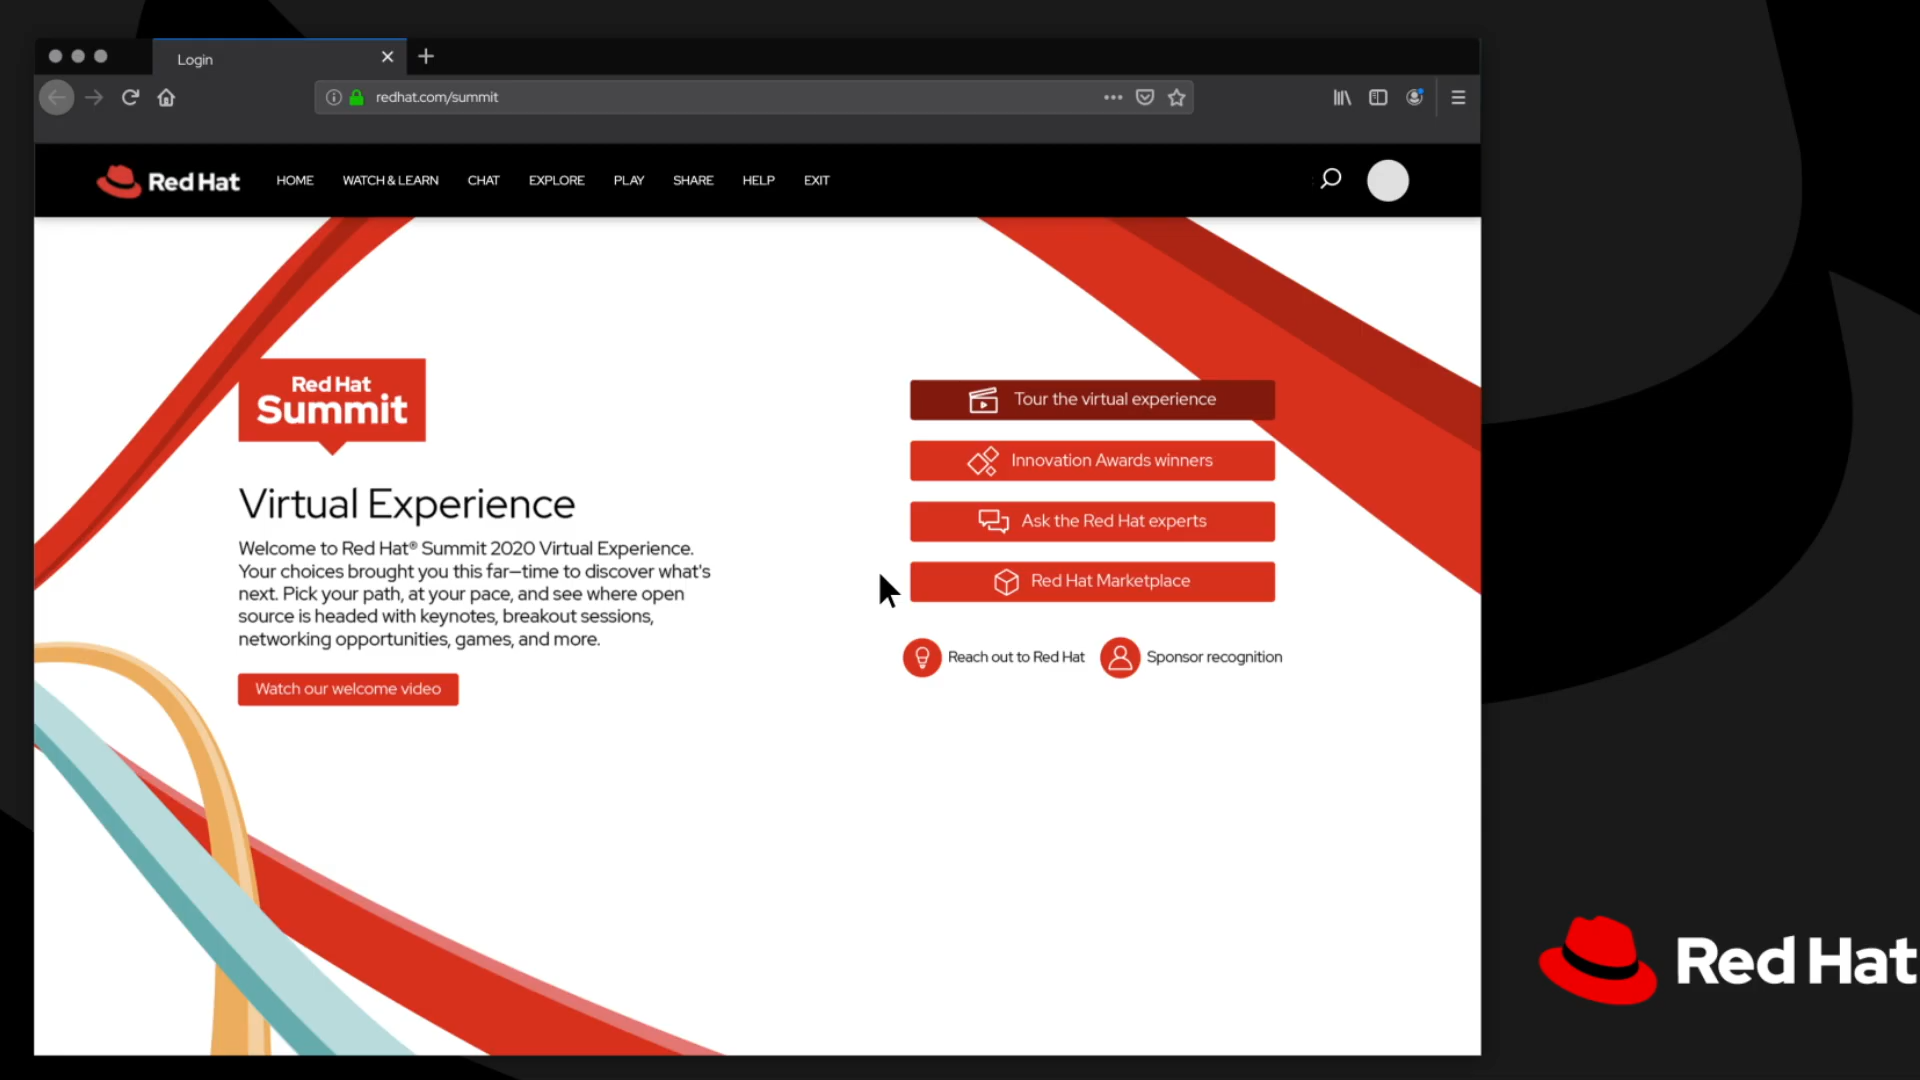 Login
redhat.com/summit
Red Hat
HOME
WATCH & LEARN
CHAT
EXPLORE
PLAY
SHARE
HELP
EXIT
Red Hat
Summit
Virtual Experience
Welcome to Red Hat® Summit 2020 Virtual Experience.
Your choices brought you this far—time to discover what's
next. Pick your path, at your pace, and see where open
source is headed with keynotes, breakout sessions,
networking opportunities, games, and more.
Watch our welcome video
Tour the virtual experience
Innovation Awards winners
Ask the Red Hat experts
Red Hat Marketplace
Reach out to Red Hat
Sponsor recognition
Red Hat